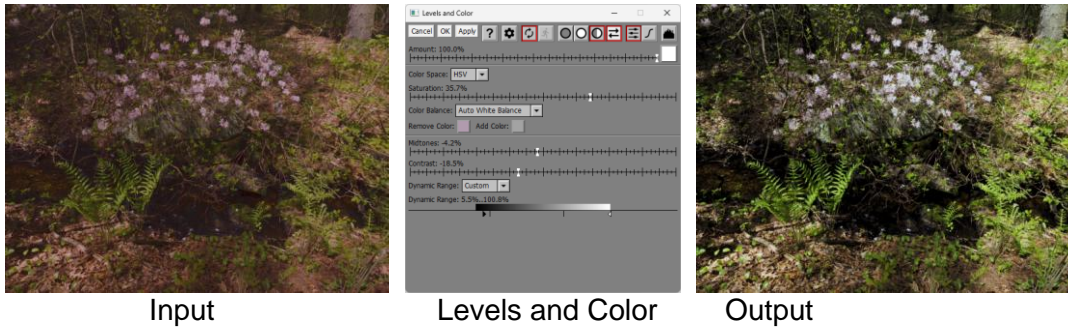 Levels and Color
Cancel OK Apply ?
Amount: 100.0%
Color Space: HSV
Saturation: 35.7%
Color Balance: Auto White Balance
Remove Color: Add Color:
Midtones: -4.2%
Contrast: -18.5%
Dynamic Range: Custom
Dynamic Range: 5.5%..100.8%
Input Levels and Color Output